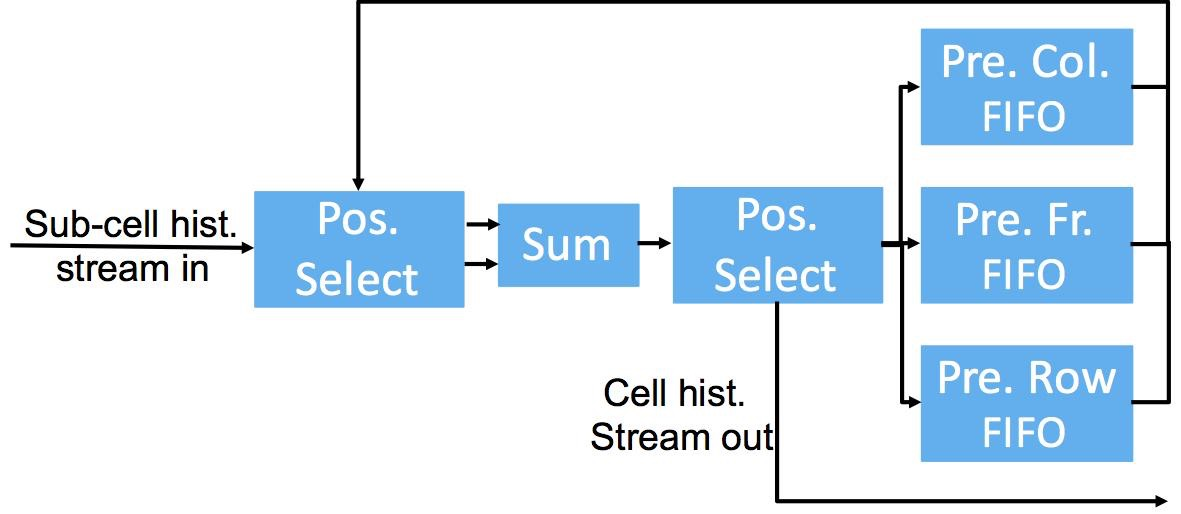 Pre. Col.
FIFO
Sub-cell hist.
stream in
Pos.
Select
Sum
Pos.
Select
Pre. Fr.
FIFO
Cell hist.
Stream out
Pre. Row
FIFO